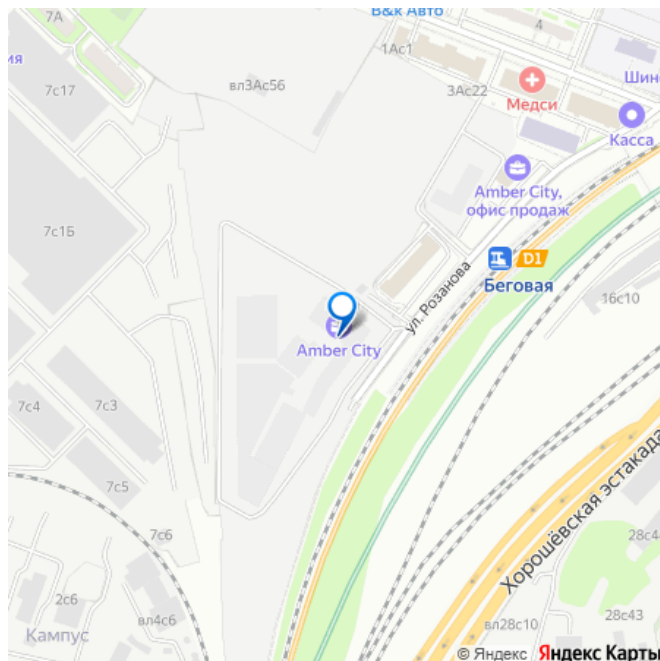 7А
В&к Авто
4
1Ас1
ия
7с17
вл3Ас56
3Ас22
Медси
Шин
Касса
Amber City,
офис продаж
7с1Б
D1
Беговая
ул. Розанова
16с10
Amber City
7с4
7с3
7с5
7с6
Хорошёвская эстакада
28с4
2с6
вл4с6
Кампус
вл28с10
28с43
© Яндекс Яндекс Карты